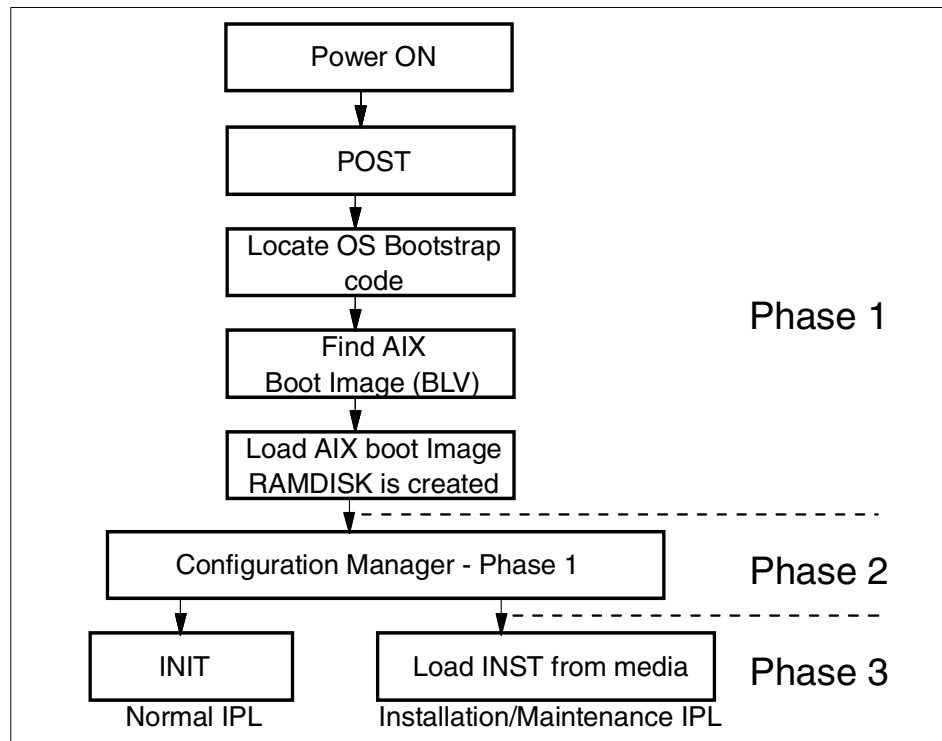 Power ON
POST
Locate OS Bootstrap
code
Phase 1
Find AIX
Boot Image (BLV)
Load AIX boot Image
RAMDISK is created
Configuration Manager - Phase 1
Phase 2
INIT
Load INST from media
Phase 3
Normal IPL
Installation/Maintenance IPL